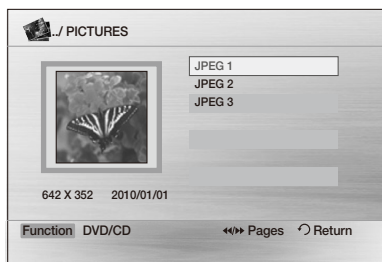 ../ PICTURES
JPEG 1
JPEG 2
JPEG 3
642 X 352 2010/01/01
Function DVD/CD ◀◀/▶▶ Pages ↶ Return